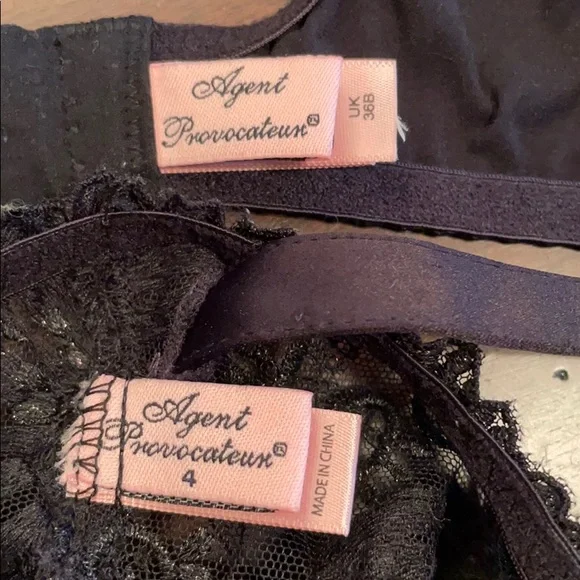 Agent
Provocateur®
UK
36B
Agent
Provocateur®
4
MADE IN CHINA